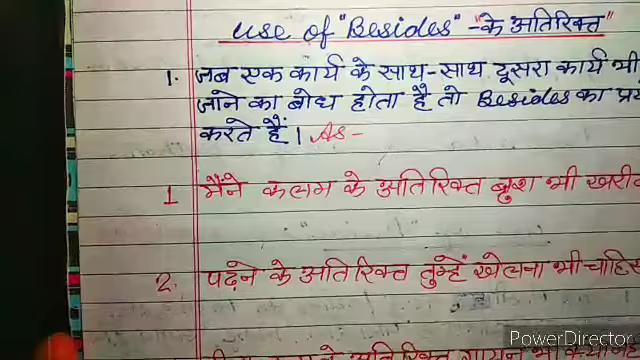 use of "Besides" - "के अतिरिक्त"
1. जब एक कार्य के साथ-साथ दूसरा कार्य भी
जाने का बोध होता है तो Besides का
करते हैं। As -
1 मैंने कलम के अतिरिक्त ब्रुश भी
2. पढ़ने के अतिरिक्त तुम्हें खेलना भी
के अतिरिक्त
PowerDirector